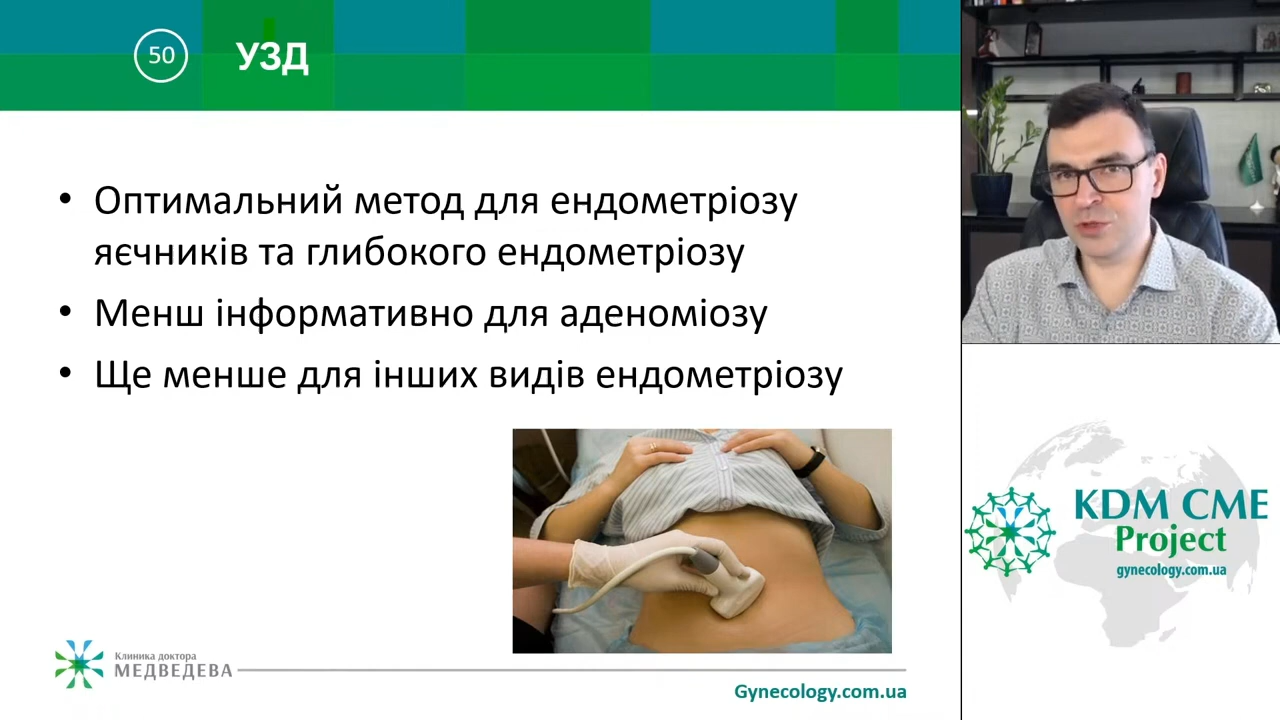 50
УЗД
• Оптимальний метод для ендометріозу
яєчників та глибокого ендометріозу
• Менш інформативно для аденоміозу
• Ще менше для інших видів ендометріозу
Клиника доктора
МЕДВЕДЕВА
Gynecology.com.ua
KDM CME
Project
gynecology.com.ua